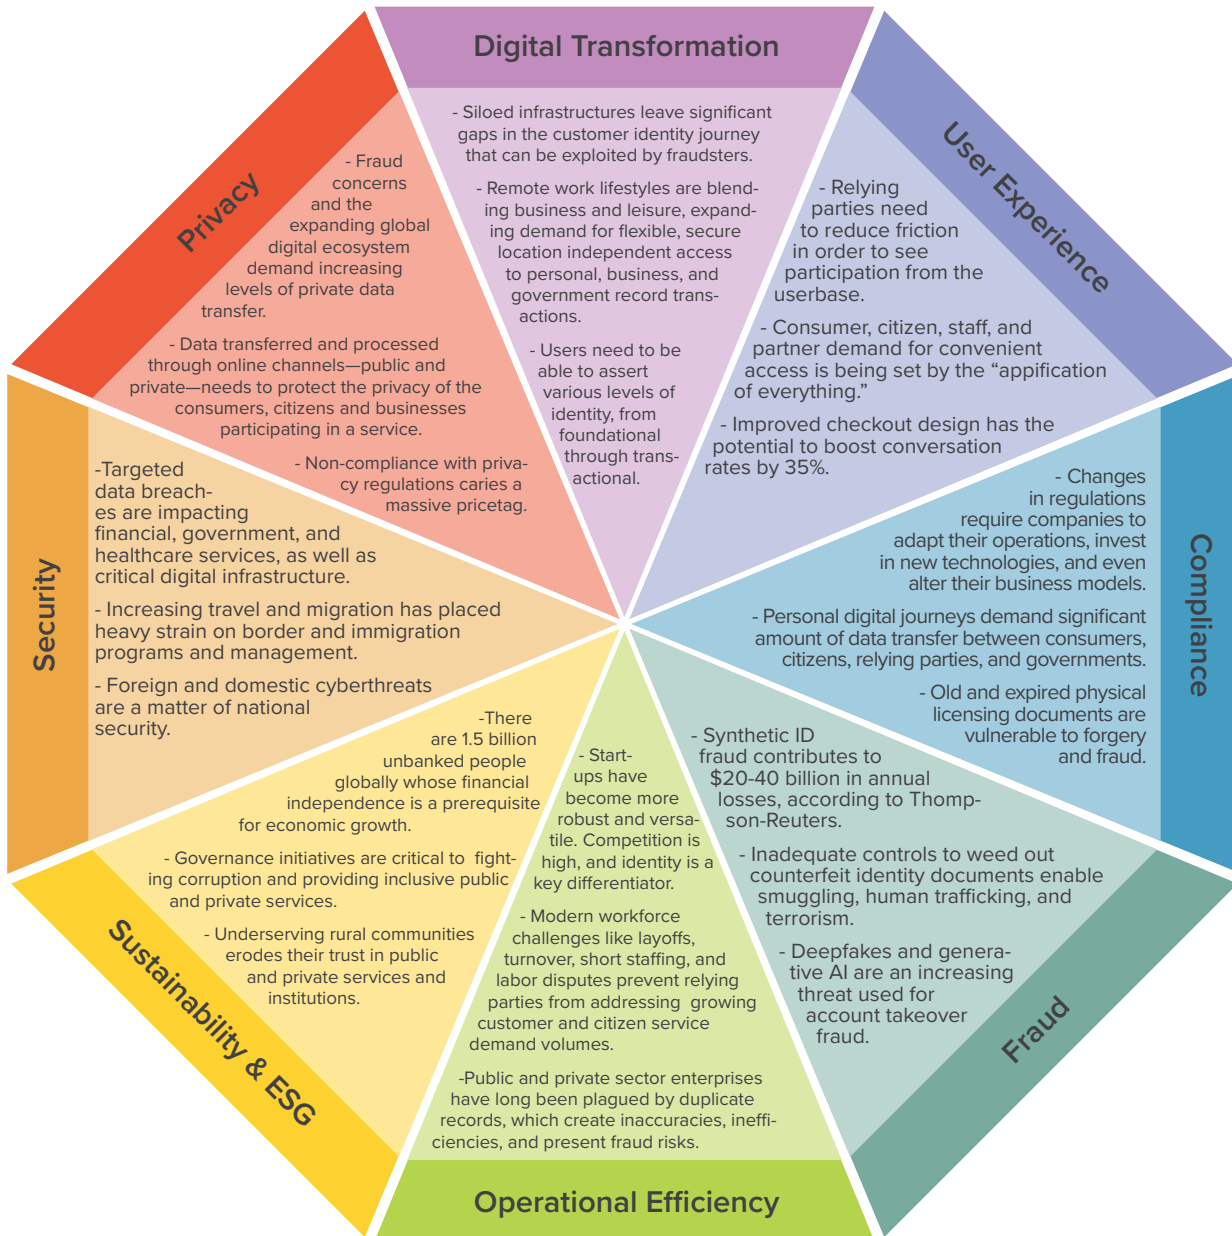 Digital Transformation
- Siloed infrastructures leave significant
gaps in the customer identity journey
that can be exploited by fraudsters.
- Remote work lifestyles are blend-
ing business and leisure, expand-
ing demand for flexible, secure
location independent access
to personal, business, and
government record trans-
actions.
- Users need to be
able to assert
various levels of
identity, from
foundational
through trans-
actional.
User Experience
- Relying
parties need
to reduce friction
in order to see
participation from the
userbase.
- Consumer, citizen, staff, and
partner demand for convenient
access is being set by the “appification
of everything.”
- Improved checkout design has the
potential to boost conversation
rates by 35%.
Compliance
- Changes
in regulations
require companies to
adapt their operations, invest
in new technologies, and even
alter their business models.
- Personal digital journeys demand significant
amount of data transfer between consumers,
citizens, relying parties, and governments.
- Old and expired physical
licensing documents are
vulnerable to forgery
and fraud.
Fraud
- Synthetic ID
fraud contributes to
$20-40 billion in annual
losses, according to Thomp-
son-Reuters.
- Inadequate controls to weed out
counterfeit identity documents enable
smuggling, human trafficking, and
terrorism.
- Deepfakes and genera-
tive AI are an increasing
threat used for
account takeover
fraud.
Operational Efficiency
- Start-
ups have
become more
robust and versa-
tile. Competition is
high, and identity is a
key differentiator.
- Modern workforce
challenges like layoffs,
turnover, short staffing, and
labor disputes prevent relying
parties from addressing growing
customer and citizen service
demand volumes.
-Public and private sector enterprises
have long been plagued by duplicate
records, which create inaccuracies, ineffi-
ciencies, and present fraud risks.
Sustainability & ESG
-There
are 1.5 billion
unbanked people
globally whose financial
independence is a prerequisite
for economic growth.
- Governance initiatives are critical to fight-
ing corruption and providing inclusive public
and private services.
- Underserving rural communities
erodes their trust in public
and private services and
institutions.
Security
-Targeted
data breach-
es are impacting
financial, government, and
healthcare services, as well as
critical digital infrastructure.
- Increasing travel and migration has placed
heavy strain on border and immigration
programs and management.
- Foreign and domestic cyberthreats
are a matter of national
security.
Privacy
- Fraud
concerns
and the
expanding global
digital ecosystem
demand increasing
levels of private data
transfer.
- Data transferred and processed
through online channels—public and
private—needs to protect the privacy of the
consumers, citizens and businesses
participating in a service.
- Non-compliance with priva-
cy regulations caries a
massive pricetag.